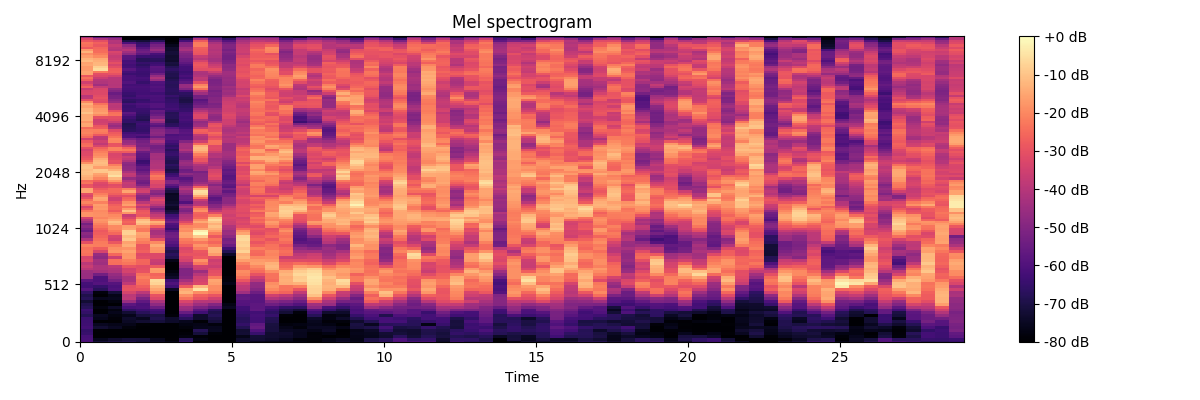 Mel spectrogram
Hz
8192
4096
2048
1024
512
0
0 5 10 15 20 25
Time
+0 dB
-10 dB
-20 dB
-30 dB
-40 dB
-50 dB
-60 dB
-70 dB
-80 dB